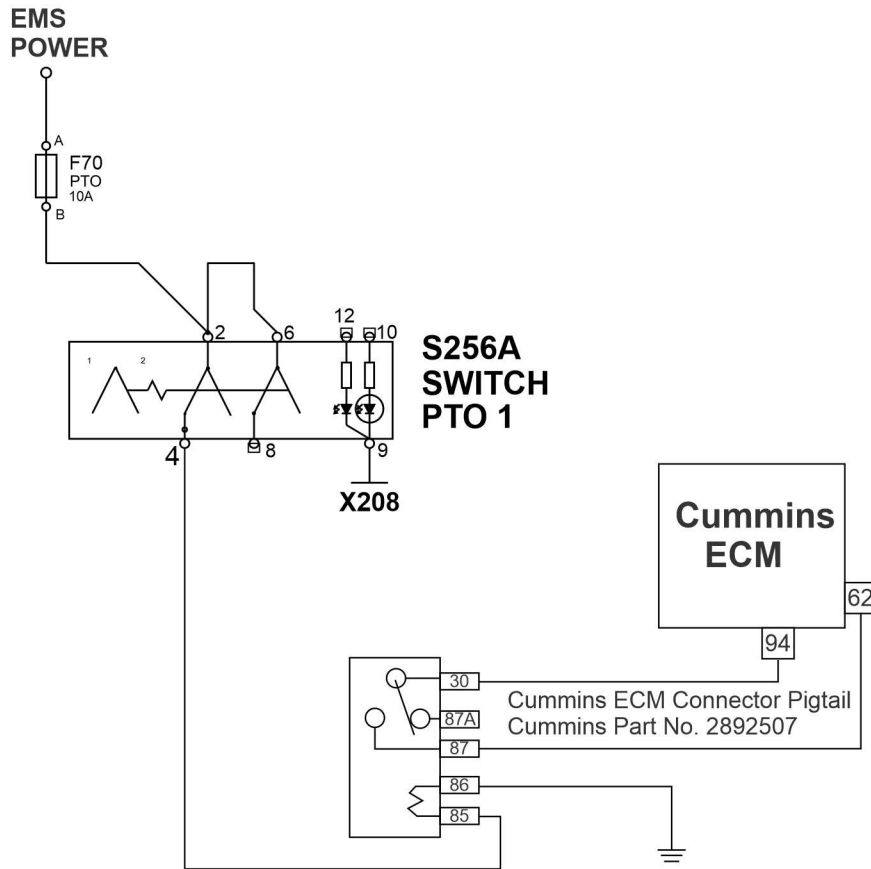 EMS
POWER
A
F70
PTO
10A
B
2
6
12
10
1
2
S256A
SWITCH
PTO 1
4
8
9
X208
Cummins
ECM
62
94
30
Cummins ECM Connector Pigtail
87A
Cummins Part No. 2892507
87
86
85